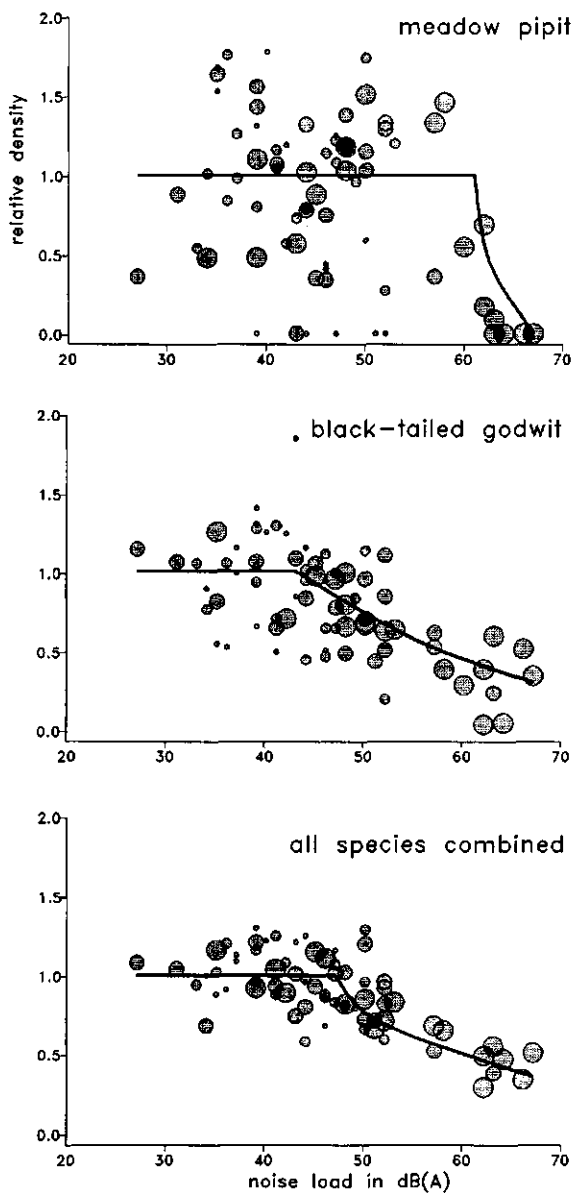 meadow pipit
relative density
2.0
1.5
1.0
0.5
0.0
20 30 40 50 60 70
black-tailed godwit
2.0
1.5
1.0
0.5
0.0
20 30 40 50 60 70
all species combined
2.0
1.5
1.0
0.5
0.0
20 30 40 50 60 70
noise load in dB(A)